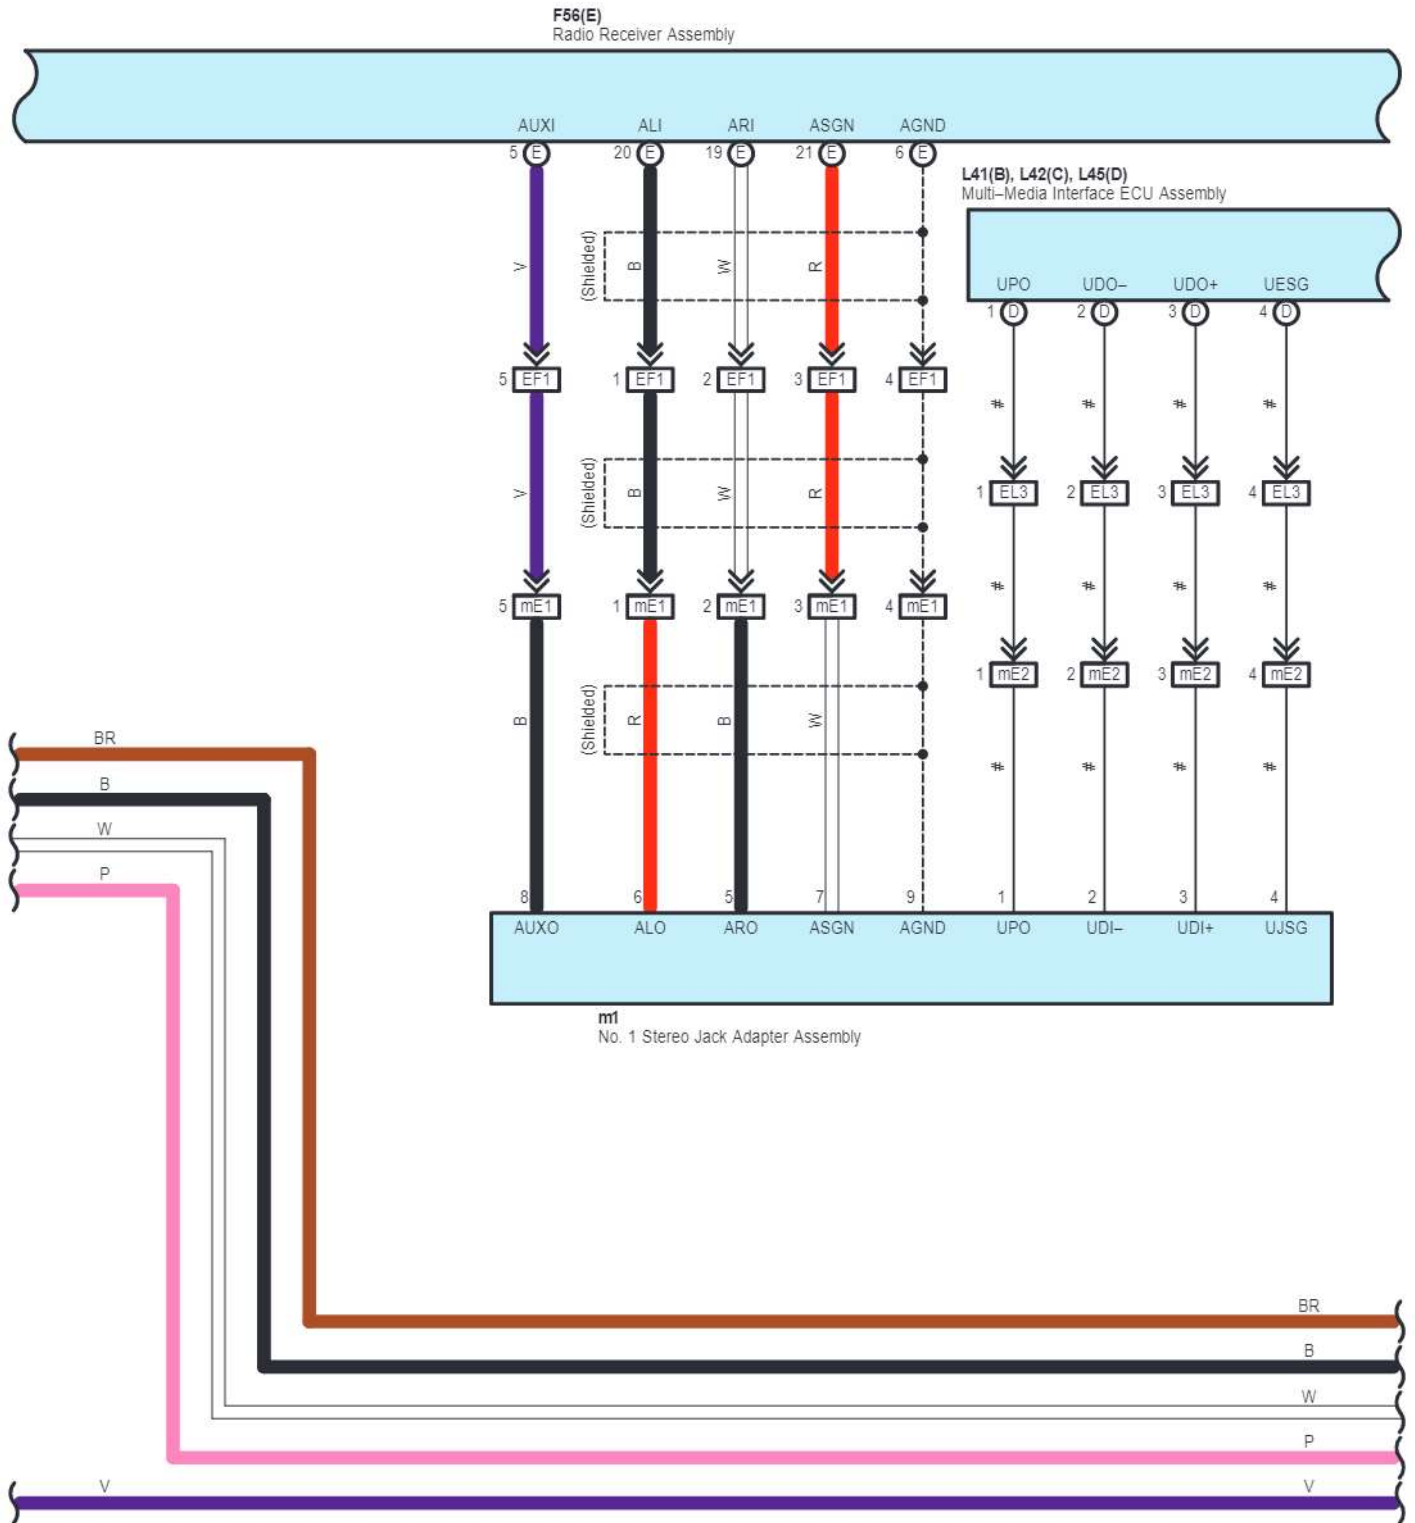 F56(E)
Radio Receiver Assembly
AUXI ALI ARI ASGN AGND
5 E 20 E 19 E 21 E 6 E
L41(B), L42(C), L45(D)
Multi–Media Interface ECU Assembly
(Shielded)
V B W R
UPO UDO– UDO+ UESG
1 D 2 D 3 D 4 D
5 EF1 1 EF1 2 EF1 3 EF1 4 EF1
# # # #
(Shielded)
V B W R
1 EL3 2 EL3 3 EL3 4 EL3
# # # #
5 mE1 1 mE1 2 mE1 3 mE1 4 mE1
1 mE2 2 mE2 3 mE2 4 mE2
(Shielded)
B R B W
# # # #
BR
B
W
P
8 6 5 7 9 1 2 3 4
AUXO ALO ARO ASGN AGND UPO UDI– UDI+ UJSG
m1
No. 1 Stereo Jack Adapter Assembly
BR
B
W
P
V V